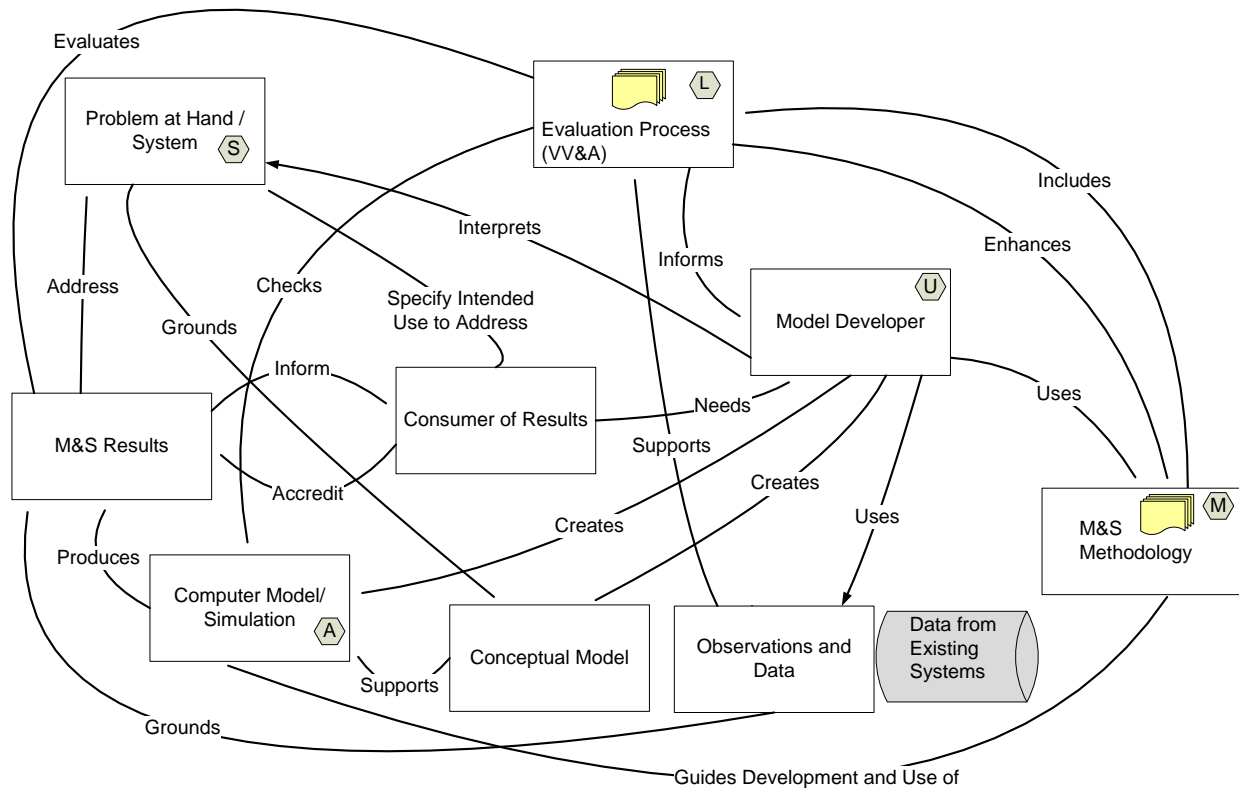 Evaluates
L
Problem at Hand /
System
S
Evaluation Process
(VV&A)
Includes
Interprets
Enhances
Informs
U
Address
Checks
Specify Intended
Use to Address
Grounds
Model Developer
Inform
Uses
Needs
Consumer of Results
M&S Results
Supports
Creates
Accredit
M
Uses
Creates
M&S
Methodology
Produces
Computer Model/
Simulation
A
Data from
Existing
Systems
Observations and
Data
Conceptual Model
Supports
Grounds
Guides Development and Use of